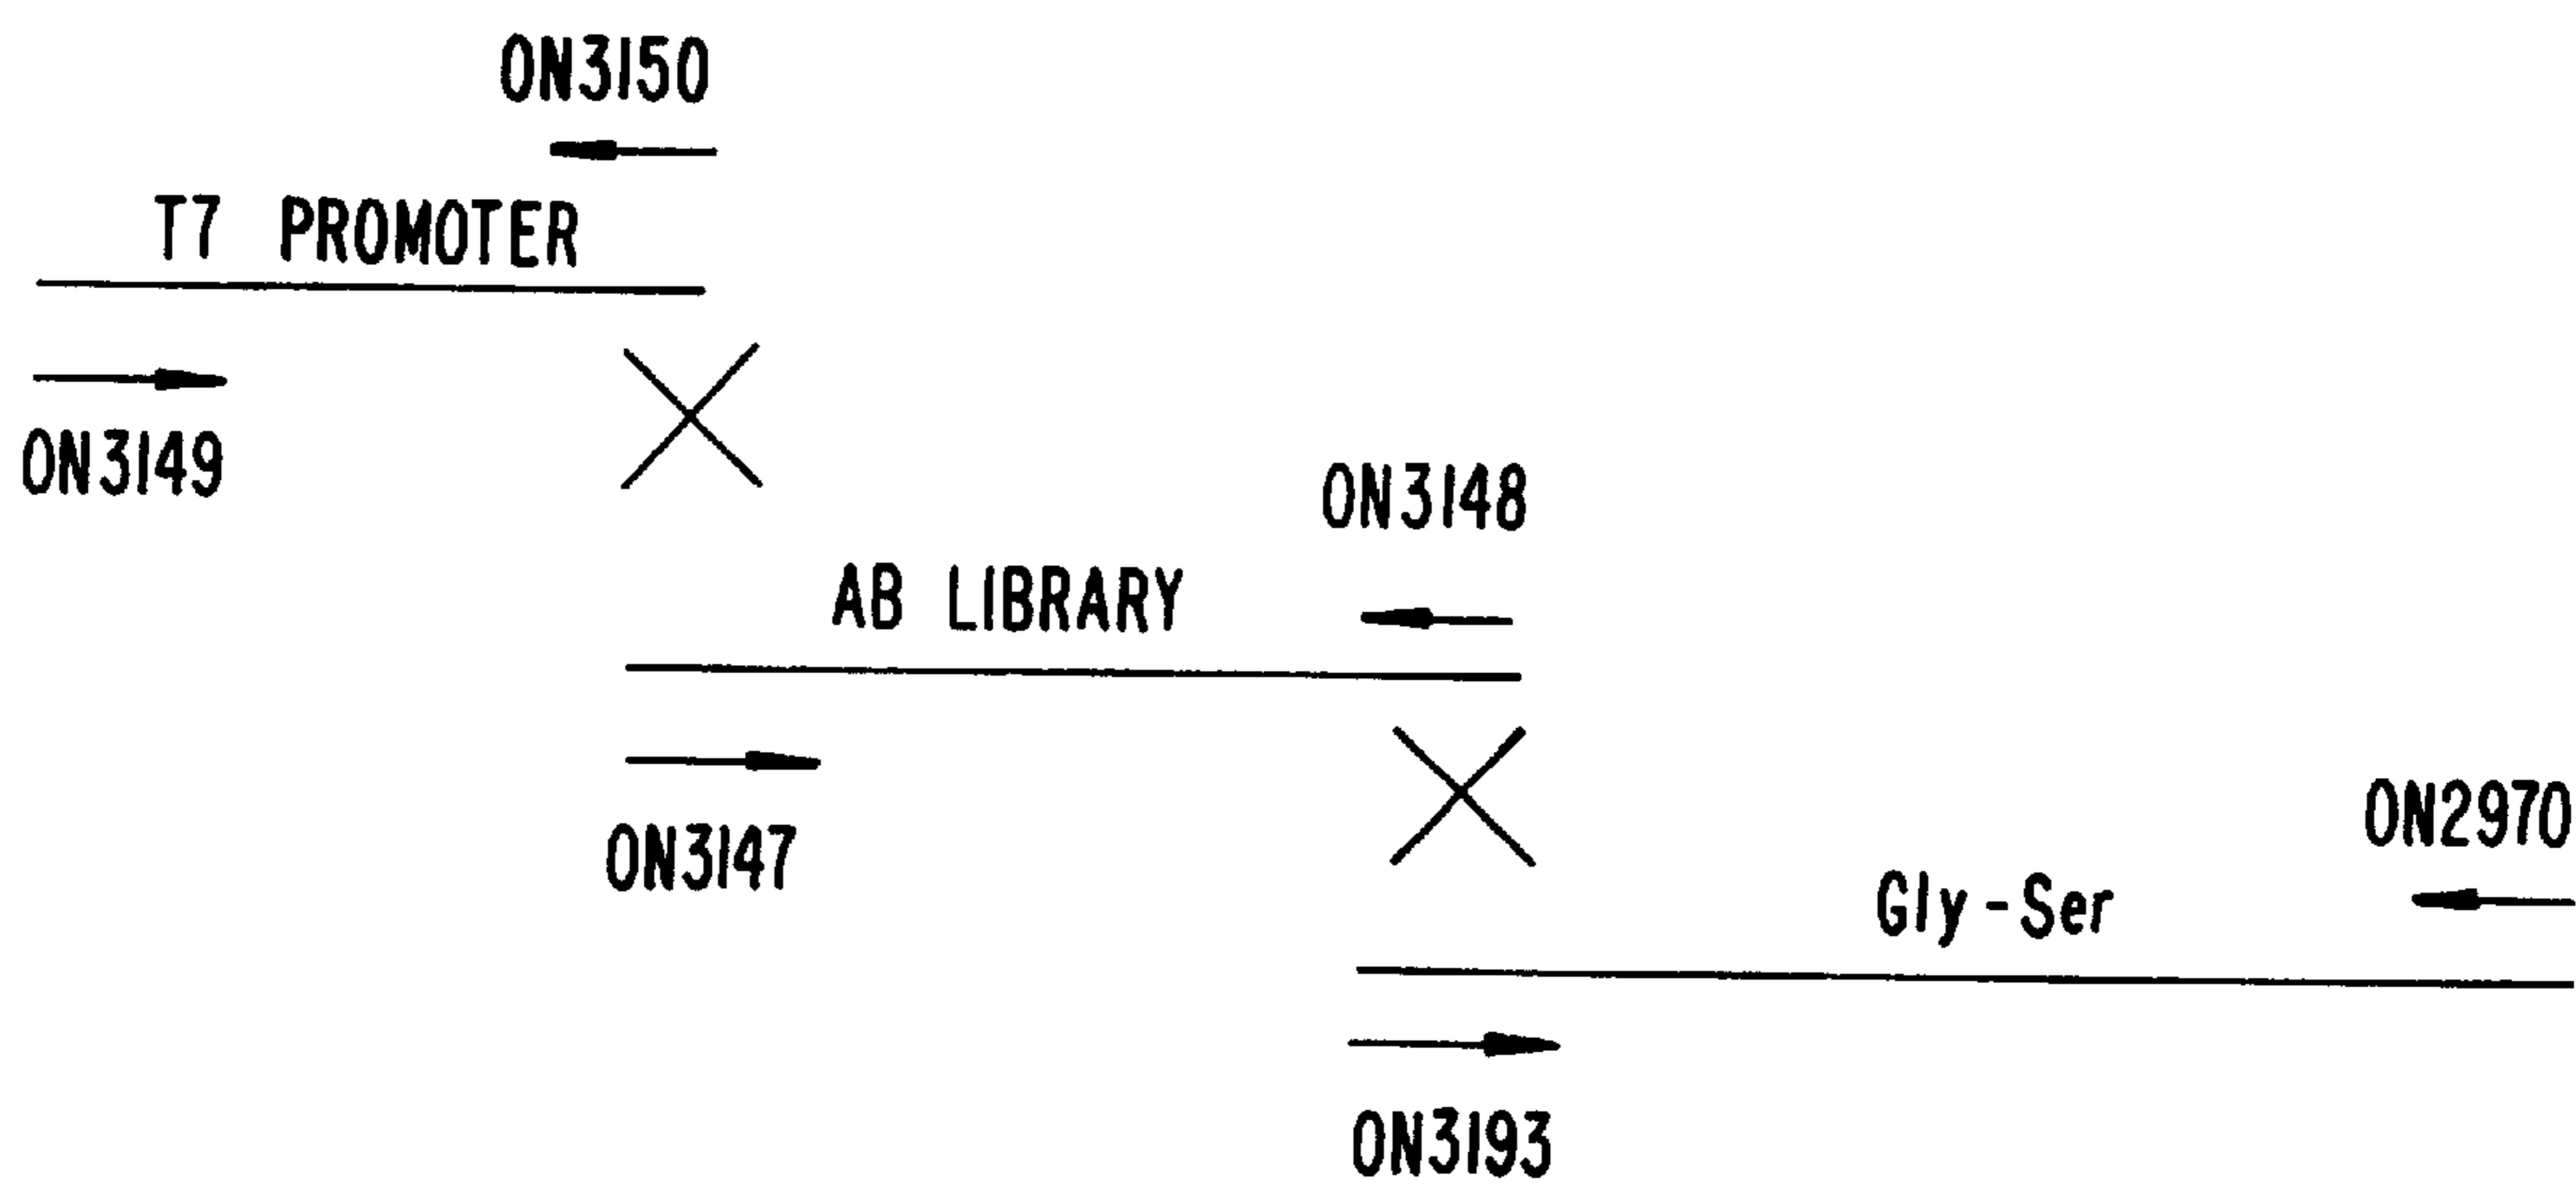 ON3150
T7 PROMOTER
ON3149
ON3148
AB LIBRARY
ON3147
ON2970
Gly-Ser
ON3193